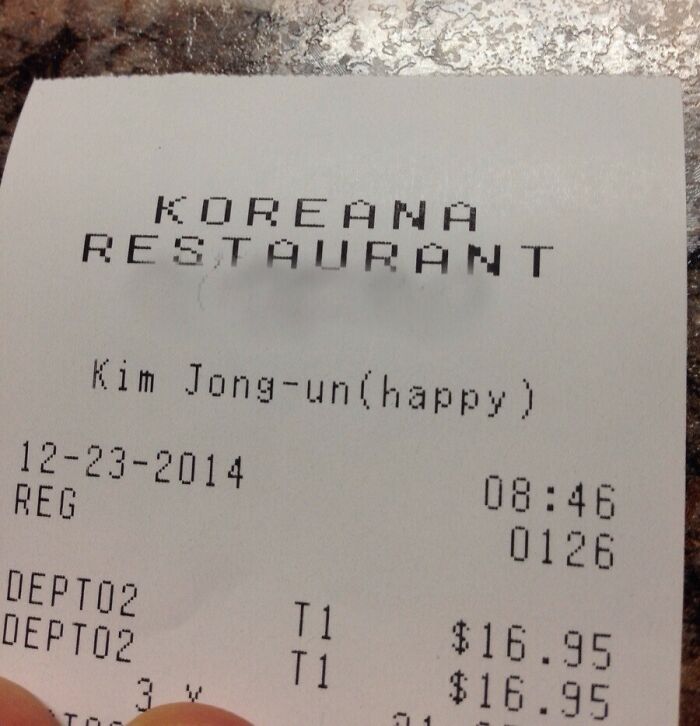 KOREANA
RESTAURANT
Kim Jong-un(happy)
12-23-2014 08:46
REG 0126
DEPT02 T1 $16.95
DEPT02 T1 $16.95
3